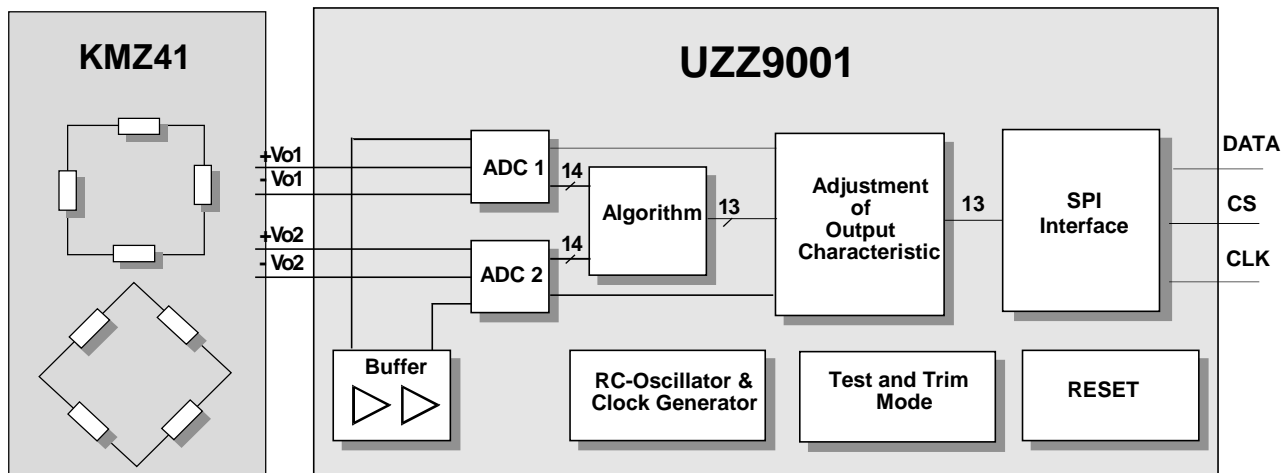 KMZ41
UZZ9001
+Vo1
- Vo1
+Vo2
- Vo2
ADC 1
14
ADC 2
14
Algorithm
13
Adjustment
of
Output
Characteristic
13
SPI
Interface
DATA
CS
CLK
Buffer
RC-Oscillator &
Clock Generator
Test and Trim
Mode
RESET